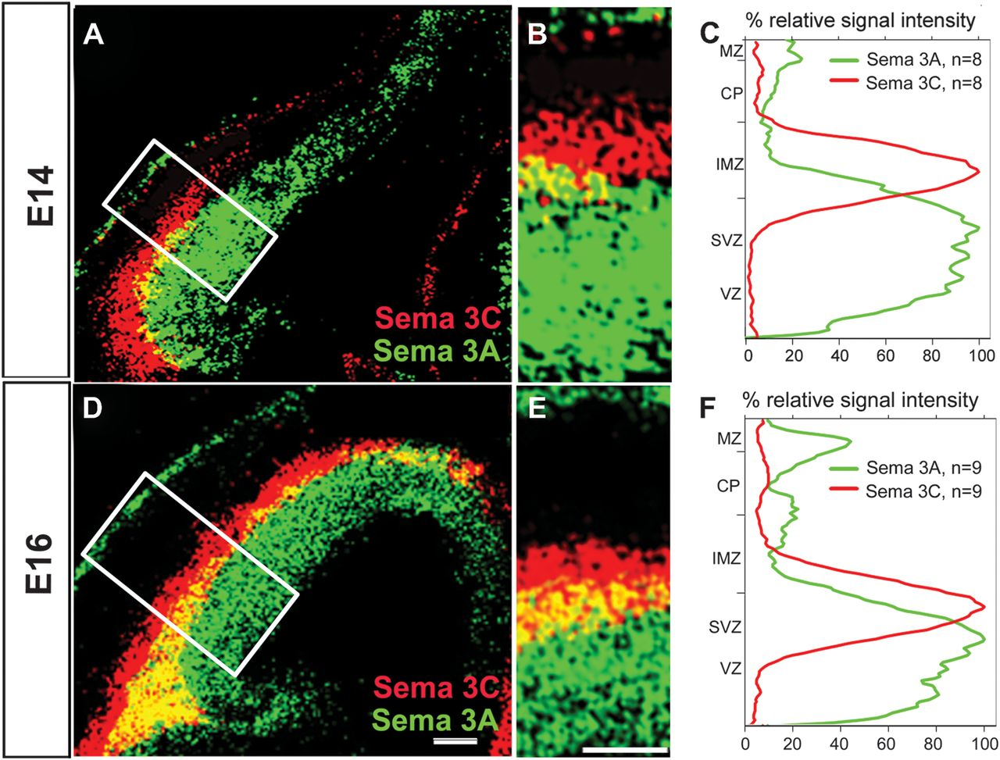 E14
A
Sema 3C
Sema 3A
B
C
% relative signal intensity
MZ
CP
IMZ
SVZ
VZ
Sema 3A, n=8
Sema 3C, n=8
0 20 40 60 80 100
E16
D
Sema 3C
Sema 3A
E
F
% relative signal intensity
MZ
CP
IMZ
SVZ
VZ
Sema 3A, n=9
Sema 3C, n=9
0 20 40 60 80 100